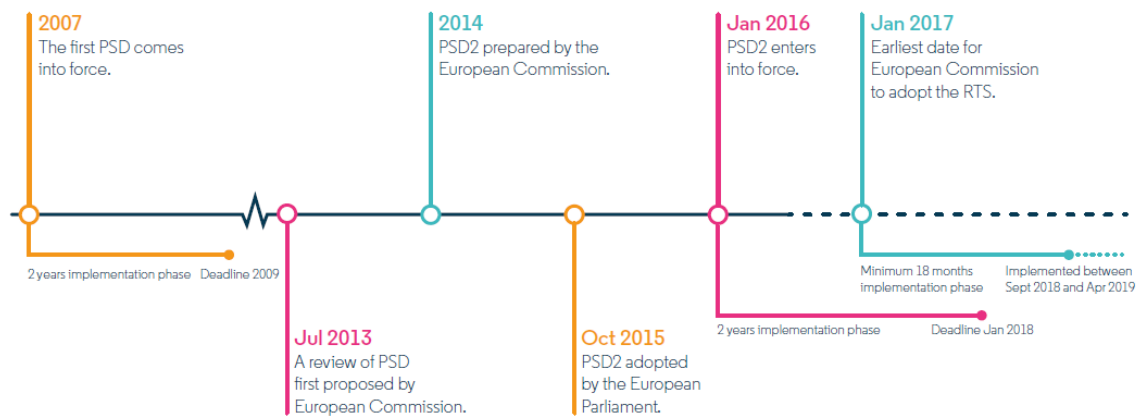 2007
The first PSD comes
into force.
2014
PSD2 prepared by the
European Commission.
Jan 2016
PSD2 enters
into force.
Jan 2017
Earliest date for
European Commission
to adopt the RTS.
2 years implementation phase
Deadline 2009
Minimum 18 months
implementation phase
Implemented between
Sept 2018 and Apr 2019
2 years implementation phase
Deadline Jan 2018
Jul 2013
A review of PSD
first proposed by
European Commission.
Oct 2015
PSD2 adopted
by the European
Parliament.